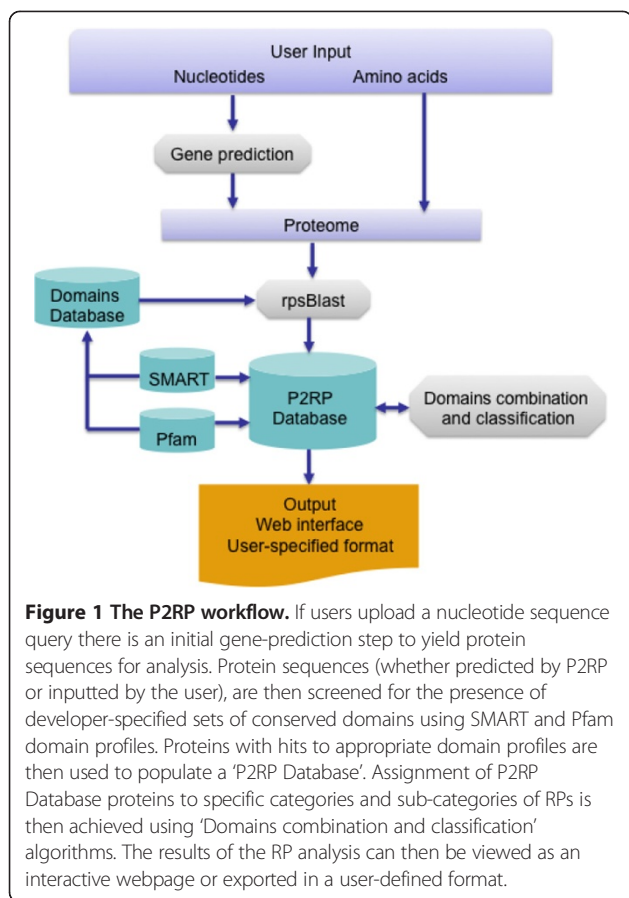 User Input
Nucleotides Amino acids
Gene prediction
Proteome
Domains
Database
rpsBlast
SMART
Pfam
P2RP
Database
Domains combination
and classification
Output
Web interface
User-specified format
Figure 1 The P2RP workflow. If users upload a nucleotide sequence
query there is an initial gene-prediction step to yield protein
sequences for analysis. Protein sequences (whether predicted by P2RP
or inputted by the user), are then screened for the presence of
developer-specified sets of conserved domains using SMART and Pfam
domain profiles. Proteins with hits to appropriate domain profiles are
then used to populate a ‘P2RP Database’. Assignment of P2RP
Database proteins to specific categories and sub-categories of RPs is
then achieved using ‘Domains combination and classification’
algorithms. The results of the RP analysis can then be viewed as an
interactive webpage or exported in a user-defined format.